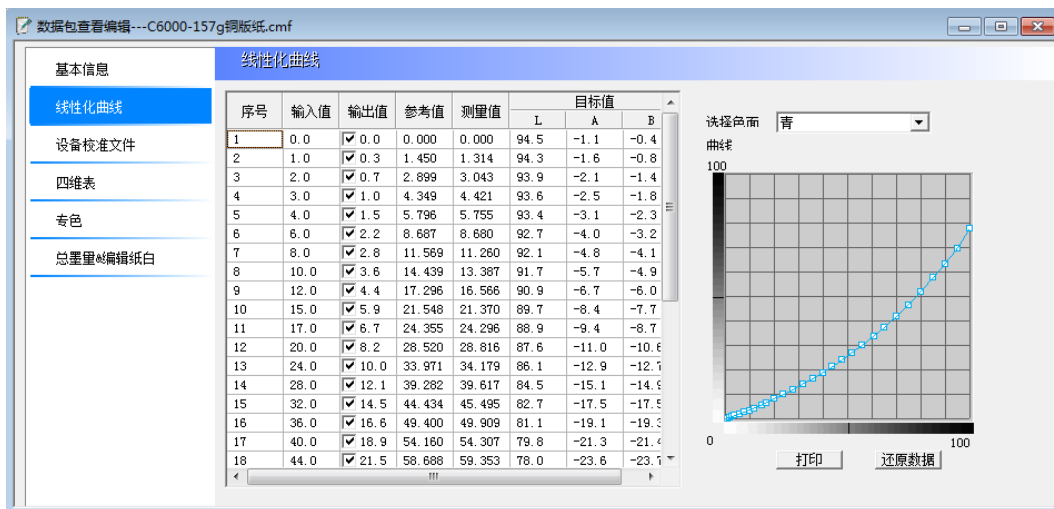 数据包查看编辑---C6000-157g铜版纸.cmf
基本信息
线性化曲线
设备校准文件
四维表
专色
总墨量&编辑纸白
线性化曲线
序号 输入值 输出值 参考值 测量值 目标值
L A B
1 0.0 0.0 0.000 0.000 94.5 -1.1 -0.4
2 1.0 0.3 1.450 1.314 94.3 -1.6 -0.8
3 2.0 0.7 2.899 3.043 93.9 -2.1 -1.4
4 3.0 1.0 4.349 4.421 93.6 -2.5 -1.8
5 4.0 1.5 5.796 5.755 93.4 -3.1 -2.3
6 6.0 2.2 8.687 8.680 92.7 -4.0 -3.2
7 8.0 2.8 11.569 11.260 92.1 -4.8 -4.1
8 10.0 3.6 14.439 13.387 91.7 -5.7 -4.9
9 12.0 4.4 17.296 16.566 90.9 -6.7 -6.0
10 15.0 5.9 21.548 21.370 89.7 -8.4 -7.7
11 17.0 6.7 24.355 24.296 88.9 -9.4 -8.7
12 20.0 8.2 28.520 28.816 87.6 -11.0 -10.6
13 24.0 10.0 33.971 34.179 86.1 -12.9 -12.7
14 28.0 12.1 39.282 39.617 84.5 -15.1 -14.9
15 32.0 14.5 44.434 45.495 82.7 -17.5 -17.5
16 36.0 16.6 49.400 49.909 81.1 -19.1 -19.3
17 40.0 18.9 54.160 54.307 79.8 -21.3 -21.4
18 44.0 21.5 58.688 59.353 78.0 -23.6 -23.7
选择色面 青
曲线
100
0 100
打印 还原数据